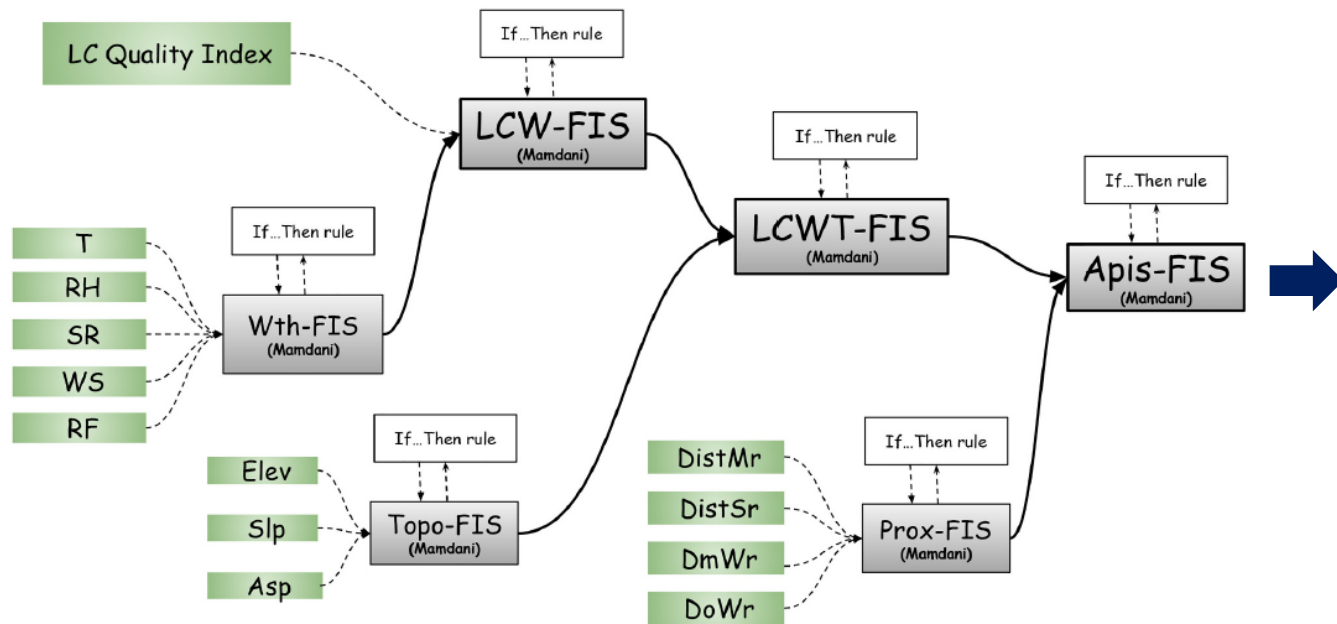 LC Quality Index
If...Then rule
LCW-FIS
(Mamdani)
If...Then rule
LCWT-FIS
(Mamdani)
If...Then rule
Apis-FIS
(Mamdani)
T
RH
SR
WS
RF
If...Then rule
Wth-FIS
(Mamdani)
Elev
Slp
Asp
If...Then rule
Topo-FIS
(Mamdani)
DistMr
DistSr
DmWr
DoWr
If...Then rule
Prox-FIS
(Mamdani)